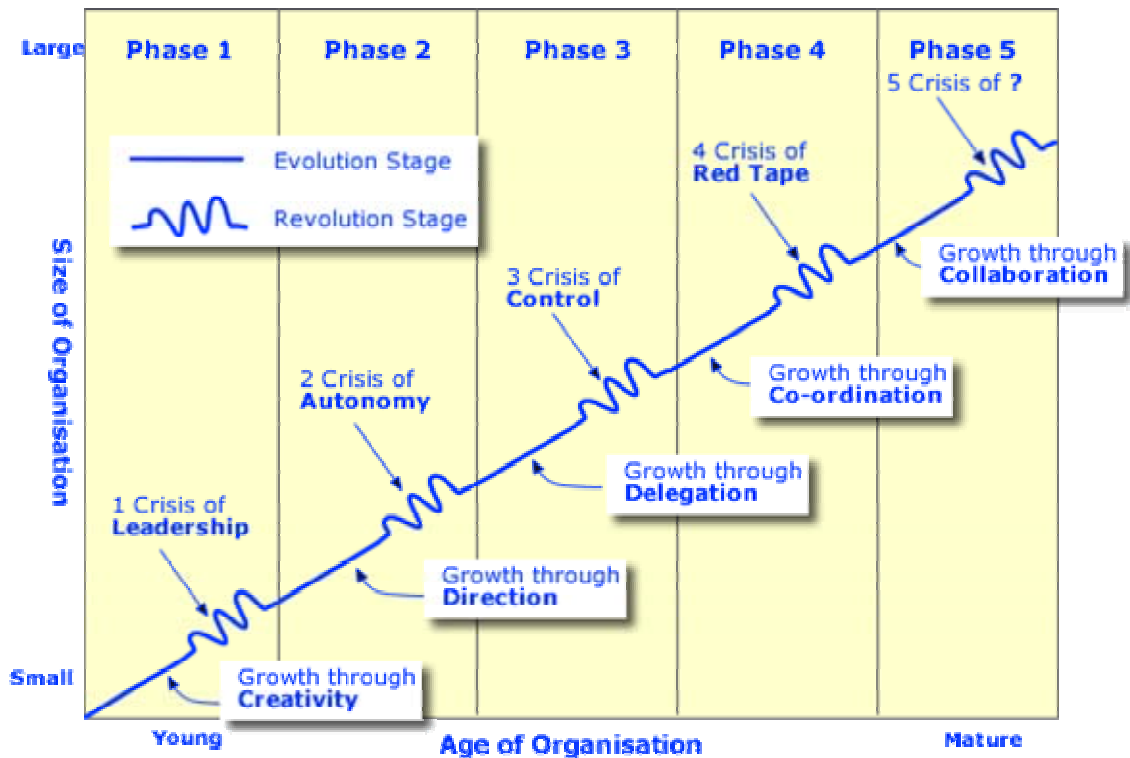 Large
Phase 1
Phase 2
Phase 3
Phase 4
Phase 5
5 Crisis of ?
Evolution Stage
Revolution Stage
4 Crisis of
Red Tape
Growth through
Collaboration
3 Crisis of
Control
Growth through
Co-ordination
2 Crisis of
Autonomy
Growth through
Delegation
1 Crisis of
Leadership
Growth through
Direction
Growth through
Creativity
Size of Organisation
Small
Young
Age of Organisation
Mature